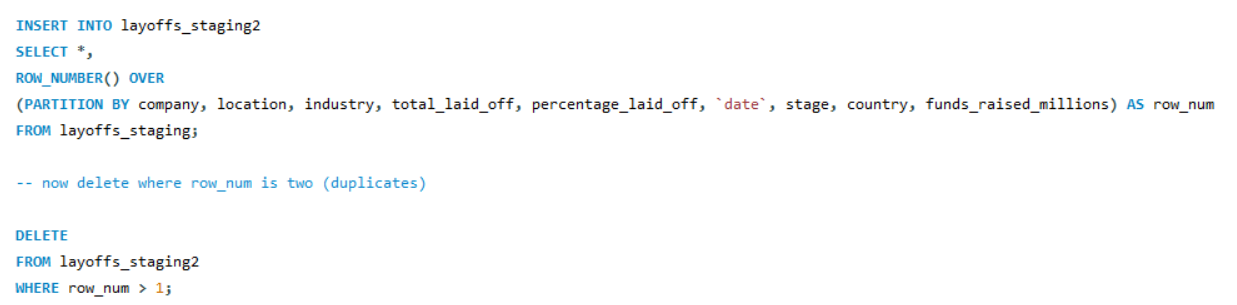 INSERT INTO layoffs_staging2
SELECT *,
ROW_NUMBER() OVER
(PARTITION BY company, location, industry, total_laid_off, percentage_laid_off, `date`, stage, country, funds_raised_millions) AS row_num
FROM layoffs_staging;
-- now delete where row_num is two (duplicates)
DELETE
FROM layoffs_staging2
WHERE row_num > 1;